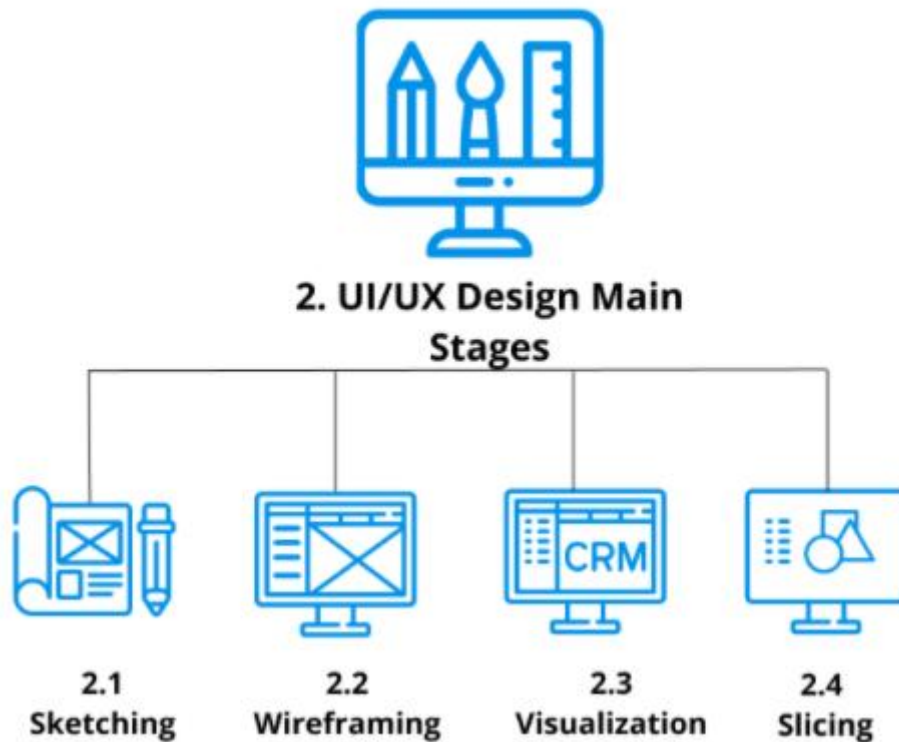 2. UI/UX Design Main
Stages
CRM
2.1
Sketching
2.2
Wireframing
2.3
Visualization
2.4
Slicing